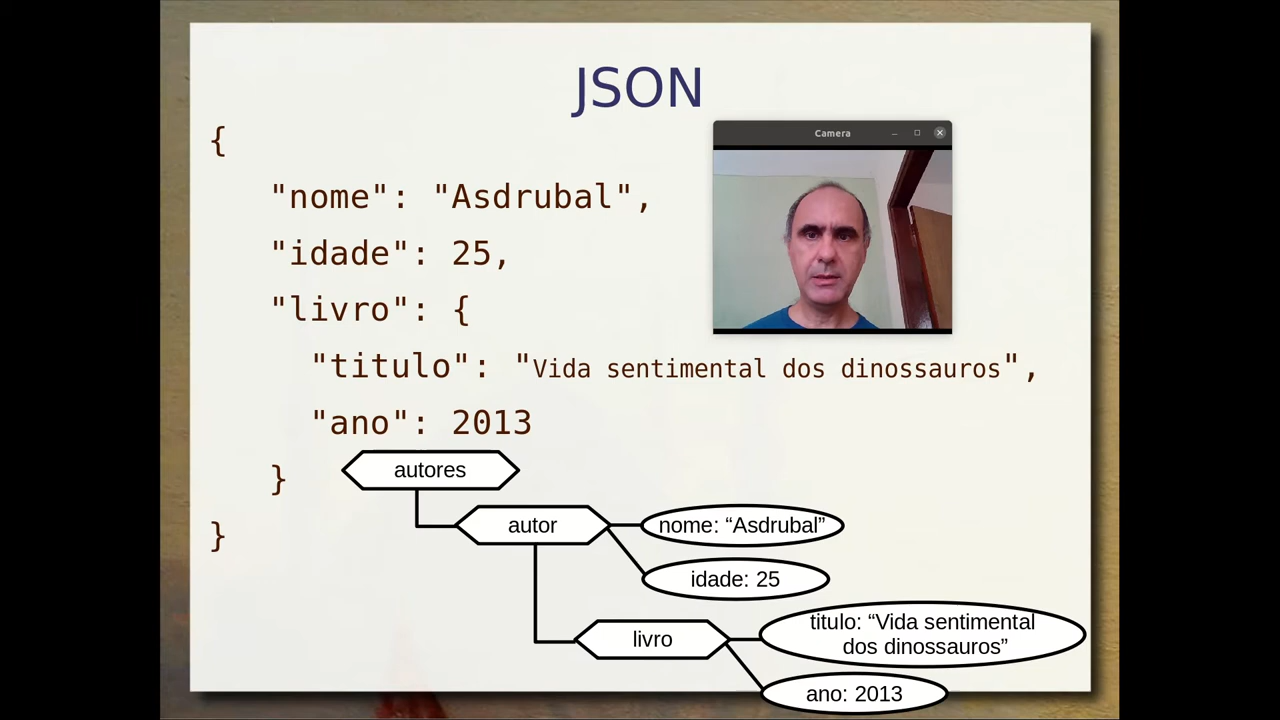 JSON
{
"nome": "Asdrubal",
Camera
"idade": 25,
"livro": {
"titulo": "Vida sentimental dos dinossauros",
"ano": 2013
}
}
autores
autor
nome: “Asdrubal”
idade: 25
livro
titulo: “Vida sentimental
dos dinossauros”
ano: 2013